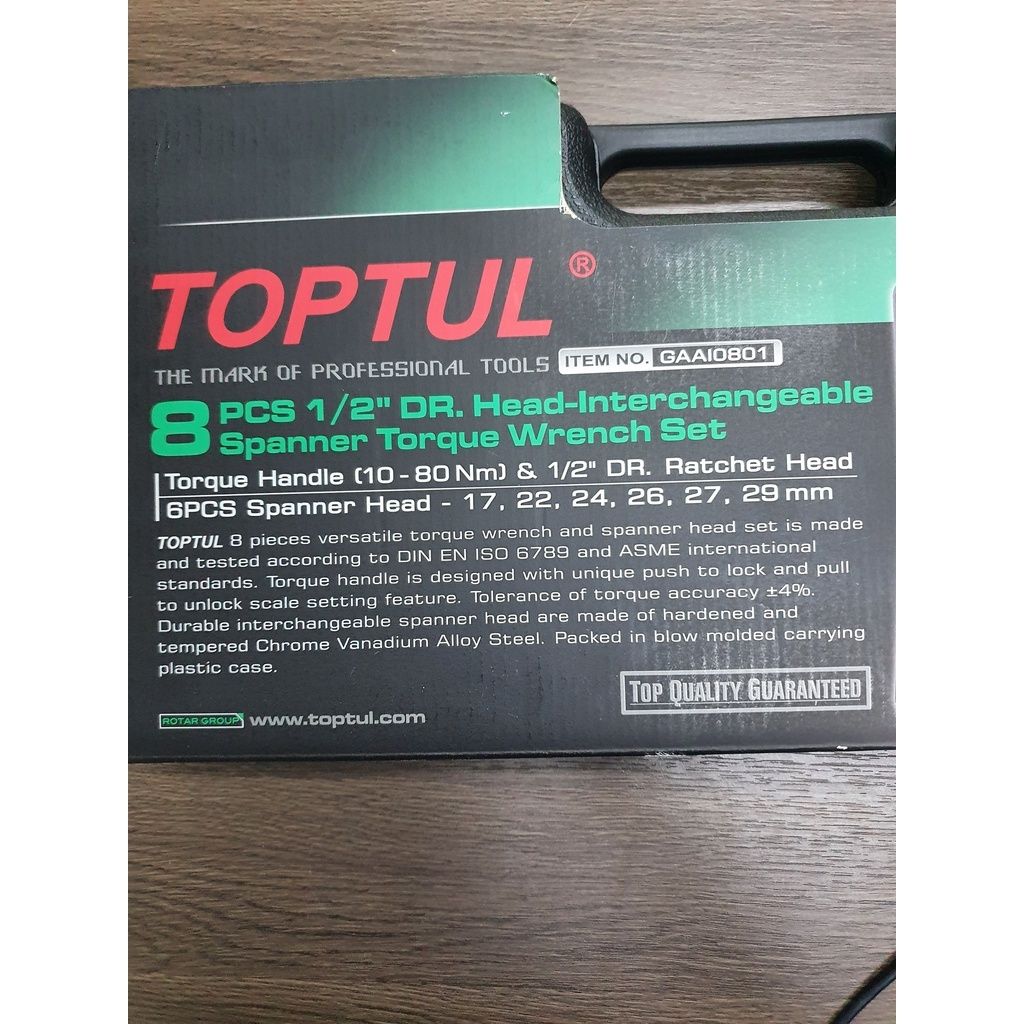 TOPTUL®
THE MARK OF PROFESSIONAL TOOLS
ITEM NO. GAAI0801
8 PCS 1/2" DR. Head-Interchangeable
Spanner Torque Wrench Set
Torque Handle (10-80 Nm) & 1/2" DR. Ratchet Head
6PCS Spanner Head - 17, 22, 24, 26, 27, 29 mm
TOPTUL 8 pieces versatile torque wrench and spanner head set is made
and tested according to DIN EN ISO 6789 and ASME international
standards. Torque handle is designed with unique push to lock and pull
to unlock scale setting feature. Tolerance of torque accuracy ±4%.
Durable interchangeable spanner head are made of hardened and
tempered Chrome Vanadium Alloy Steel. Packed in blow molded carrying
plastic case.
TOP QUALITY GUARANTEED
ROTAR GROUP www.toptul.com